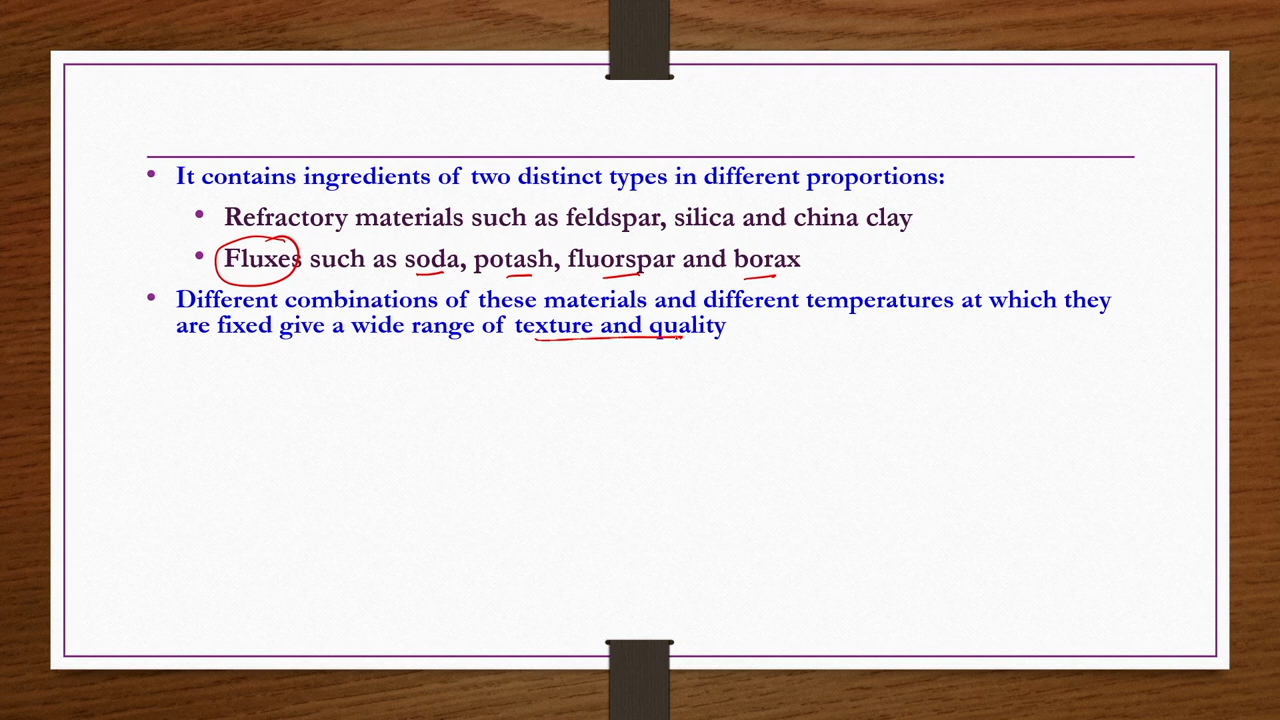 • It contains ingredients of two distinct types in different proportions:
• Refractory materials such as feldspar, silica and china clay
• Fluxes such as soda, potash, fluorspar and borax
• Different combinations of these materials and different temperatures at which they
are fixed give a wide range of texture and quality